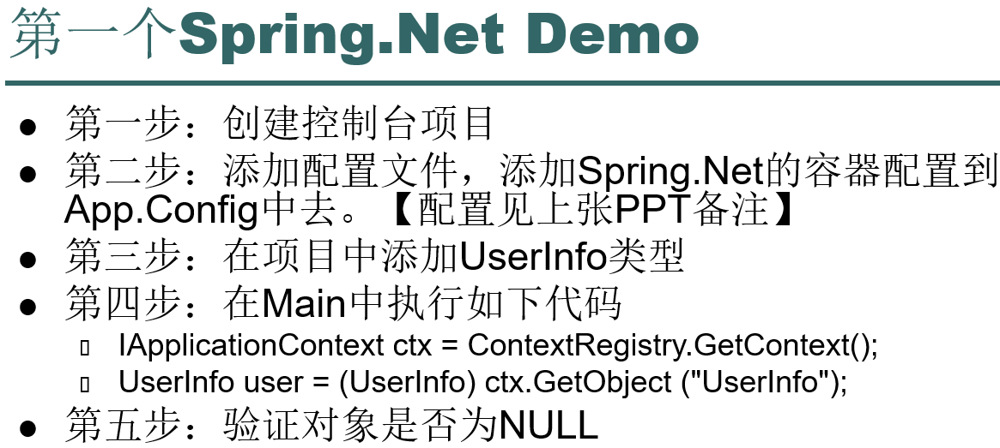 第一个Spring.Net Demo
● 第一步：创建控制台项目
● 第二步：添加配置文件，添加Spring.Net的容器配置到
App.Config中去。【配置见上张PPT备注】
● 第三步：在项目中添加UserInfo类型
● 第四步：在Main中执行如下代码
▯ IApplicationContext ctx = ContextRegistry.GetContext();
▯ UserInfo user = (UserInfo) ctx.GetObject ("UserInfo");
● 第五步：验证对象是否为NULL